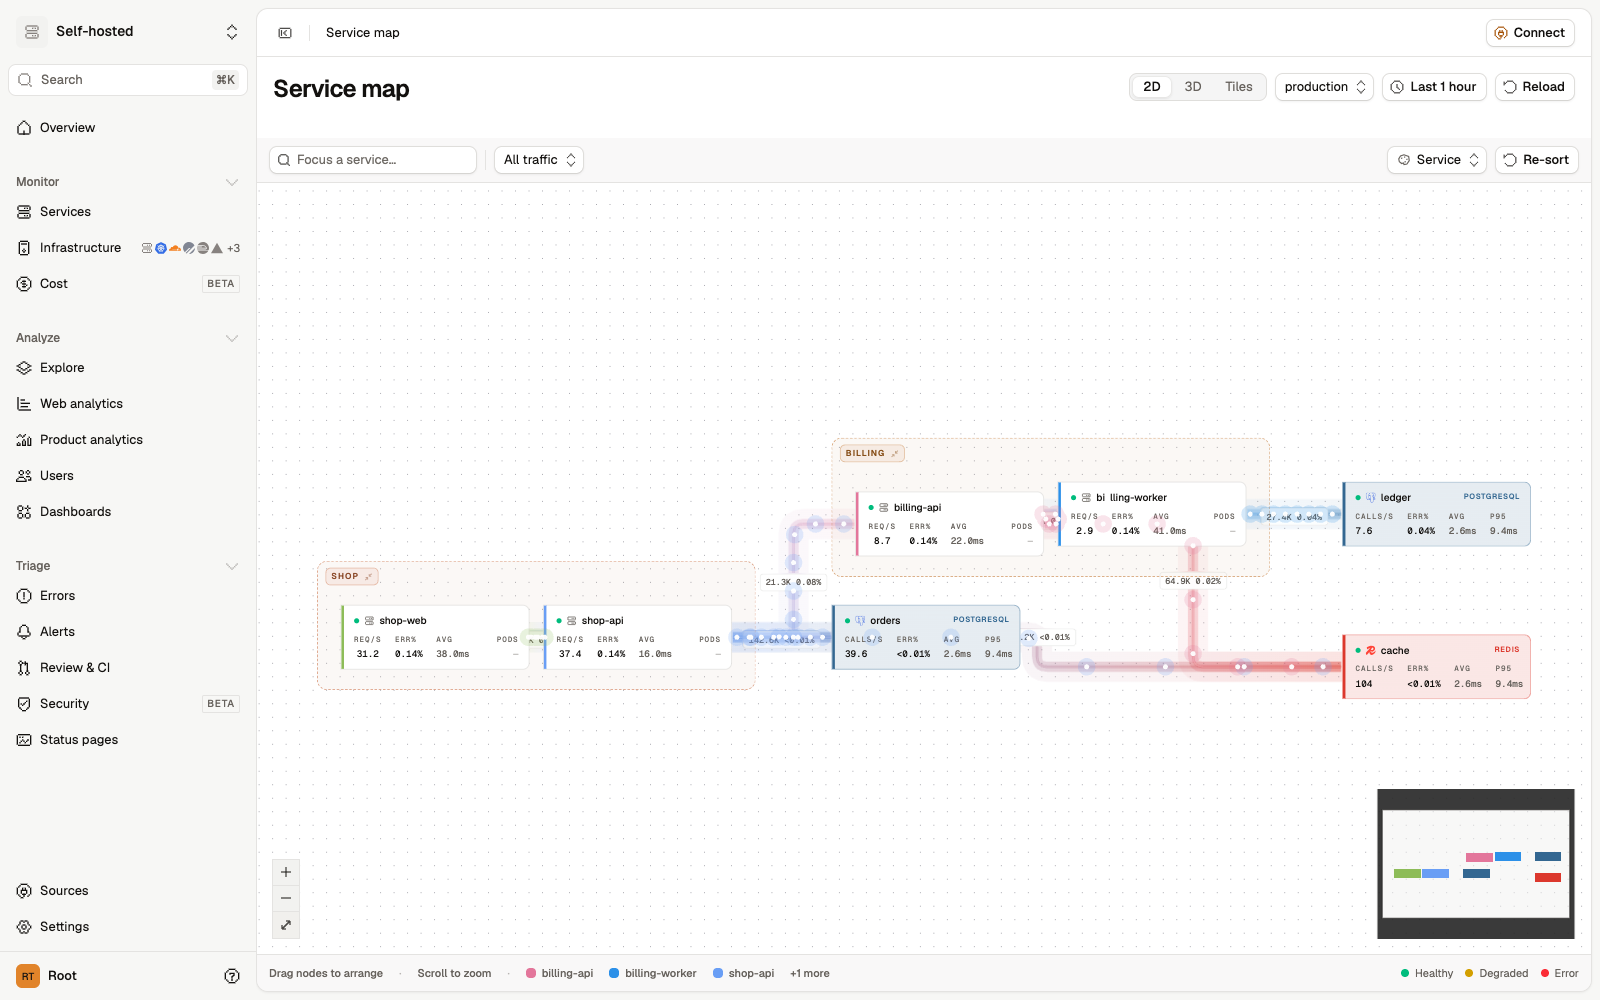 Self-hosted
Search ⌘K
Overview
Monitor
Services
Infrastructure +3
Cost BETA
Analyze
Explore
Web analytics
Product analytics
Users
Dashboards
Triage
Errors
Alerts
Review & CI
Security BETA
Status pages
Sources
Settings
RT Root
Service map
Connect
Service map
2D 3D Tiles production Last 1 hour Reload
Focus a service... All traffic Service Re-sort
BILLING
billing-api
REQ/S ERR% AVG PODS
8.7 0.14% 22.0ms –
billing-worker
REQ/S ERR% AVG PODS
2.9 0.14% 41.0ms –
27.4K 0.04%
ledger POSTGRESQL
CALLS/S ERR% AVG P95
7.6 0.04% 2.6ms 9.4ms
21.3K 0.08%
64.9K 0.02%
SHOP
shop-web
REQ/S ERR% AVG PODS
31.2 0.14% 38.0ms –
shop-api
REQ/S ERR% AVG PODS
37.4 0.14% 16.0ms –
orders POSTGRESQL
CALLS/S ERR% AVG P95
39.6 <0.01% 2.6ms 9.4ms
<0.01%
cache REDIS
CALLS/S ERR% AVG P95
104 <0.01% 2.6ms 9.4ms
Drag nodes to arrange · Scroll to zoom · billing-api billing-worker shop-api +1 more
Healthy Degraded Error